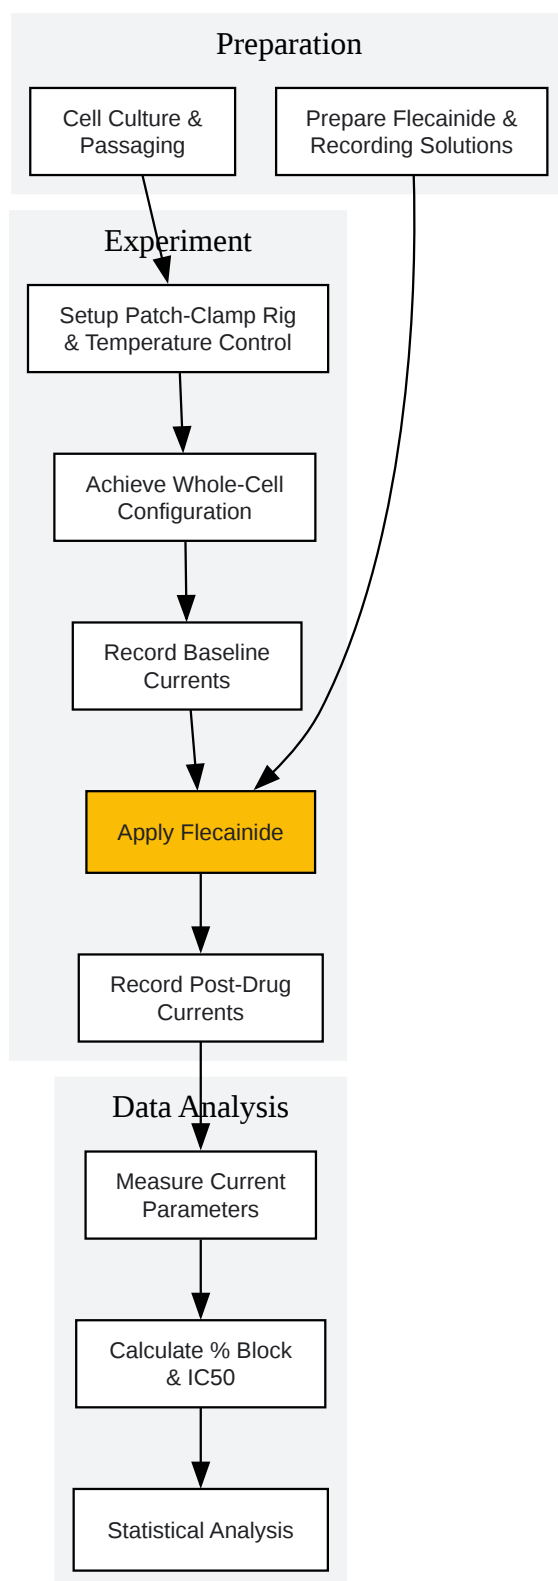 Preparation
Cell Culture &
Passaging
Prepare Flecainide &
Recording Solutions
Experiment
Setup Patch-Clamp Rig
& Temperature Control
Achieve Whole-Cell
Configuration
Record Baseline
Currents
Apply Flecainide
Record Post-Drug
Currents
Data Analysis
Measure Current
Parameters
Calculate % Block
& IC50
Statistical Analysis